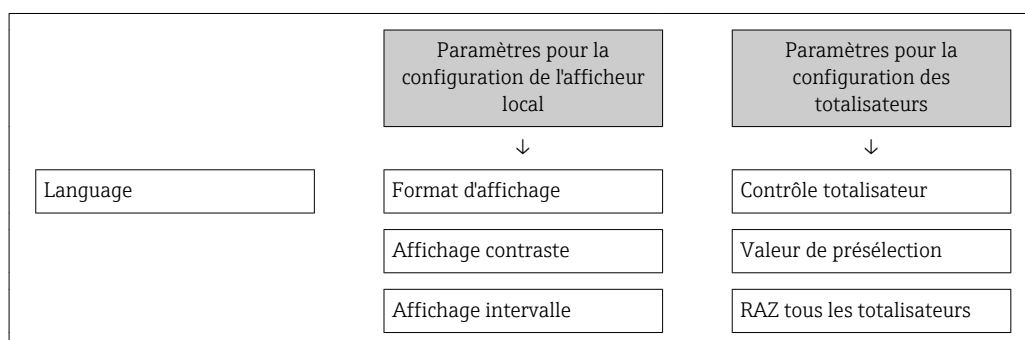 Paramètres pour la
configuration de l'afficheur
local
Paramètres pour la
configuration des
totalisateurs
↓
↓
Language
Format d'affichage
Contrôle totalisateur
Affichage contraste
Valeur de présélection
Affichage intervalle
RAZ tous les totalisateurs